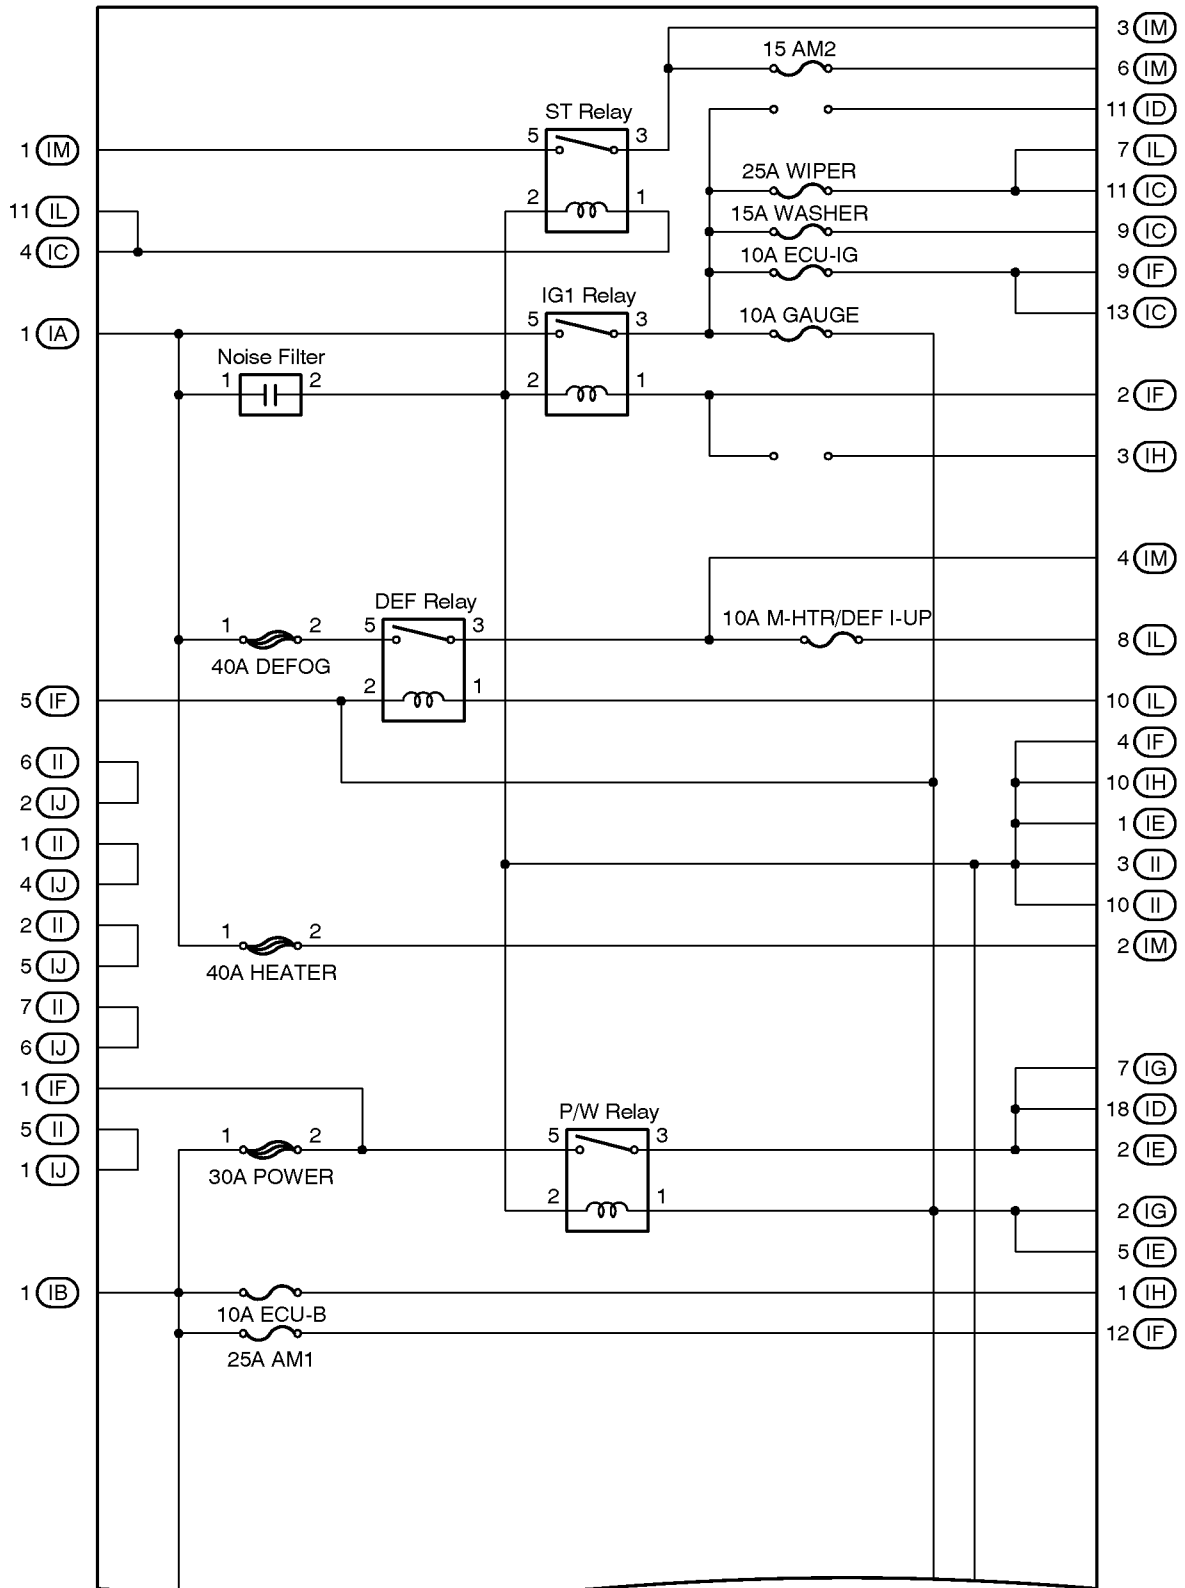 3 IM
15 AM2
6 IM
11 ID
ST Relay
5 3
1 IM
7 IL
25A WIPER
11 IC
2 1
11 IL
15A WASHER
9 IC
4 IC
10A ECU-IG
9 IF
IG1 Relay
13 IC
5 3
10A GAUGE
1 IA
Noise Filter
1 2
2 1
2 IF
3 IH
4 IM
DEF Relay
10A M-HTR/DEF I-UP
1 2
5 3
8 IL
40A DEFOG
2 1
5 IF
10 IL
4 IF
6 II
10 IH
2 IJ
1 IE
1 II
3 II
4 IJ
10 II
2 II
1 2
2 IM
5 IJ
40A HEATER
7 II
6 IJ
7 IG
1 IF
18 ID
P/W Relay
5 II
1 2
5 3
2 IE
1 IJ
30A POWER
2 1
2 IG
5 IE
1 IB
1 IH
10A ECU-B
12 IF
25A AM1